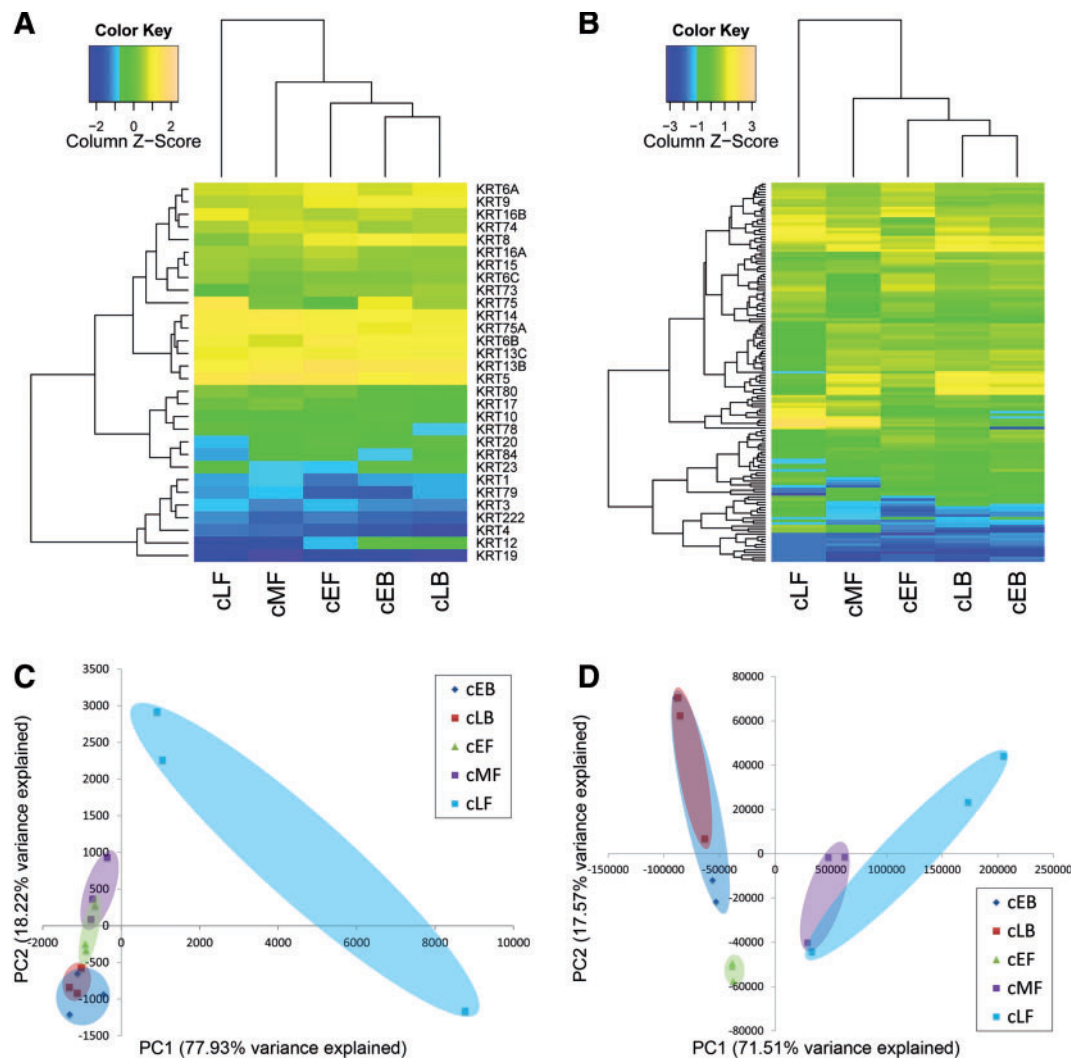 A
Color Key
−2 0 1 2
Column Z-Score
KRT6A
KRT9
KRT16B
KRT74
KRT8
KRT16A
KRT15
KRT6C
KRT73
KRT75
KRT14
KRT75A
KRT6B
KRT13C
KRT13B
KRT5
KRT80
KRT17
KRT10
KRT78
KRT20
KRT84
KRT23
KRT1
KRT79
KRT3
KRT222
KRT4
KRT12
KRT19
cLF cMF cEF cEB cLB
B
Color Key
−3 −1 1 3
Column Z-Score
cLF cMF cEF cLB cEB
C
PC2 (18.22% variance explained)
3500
3000
2500
2000
1500
1000
500
0
-500
-1000
-1500
-2000 0 2000 4000 6000 8000 10000
PC1 (77.93% variance explained)
cEB
cLB
cEF
cMF
cLF
D
PC2 (17.57% variance explained)
80000
60000
40000
20000
0
-20000
-40000
-60000
-80000
-150000 -100000 -50000 0 50000 100000 150000 200000 250000
PC1 (71.51% variance explained)
cEB
cLB
cEF
cMF
cLF